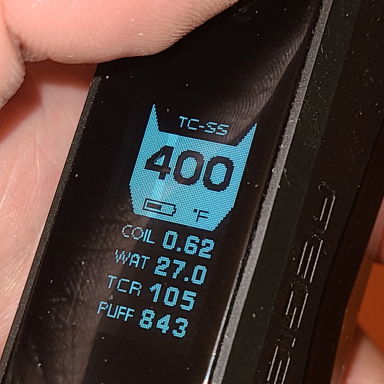 TC-SS
400
°F
COIL 0.62
WAT 27.0
TCR 105
PUFF 843